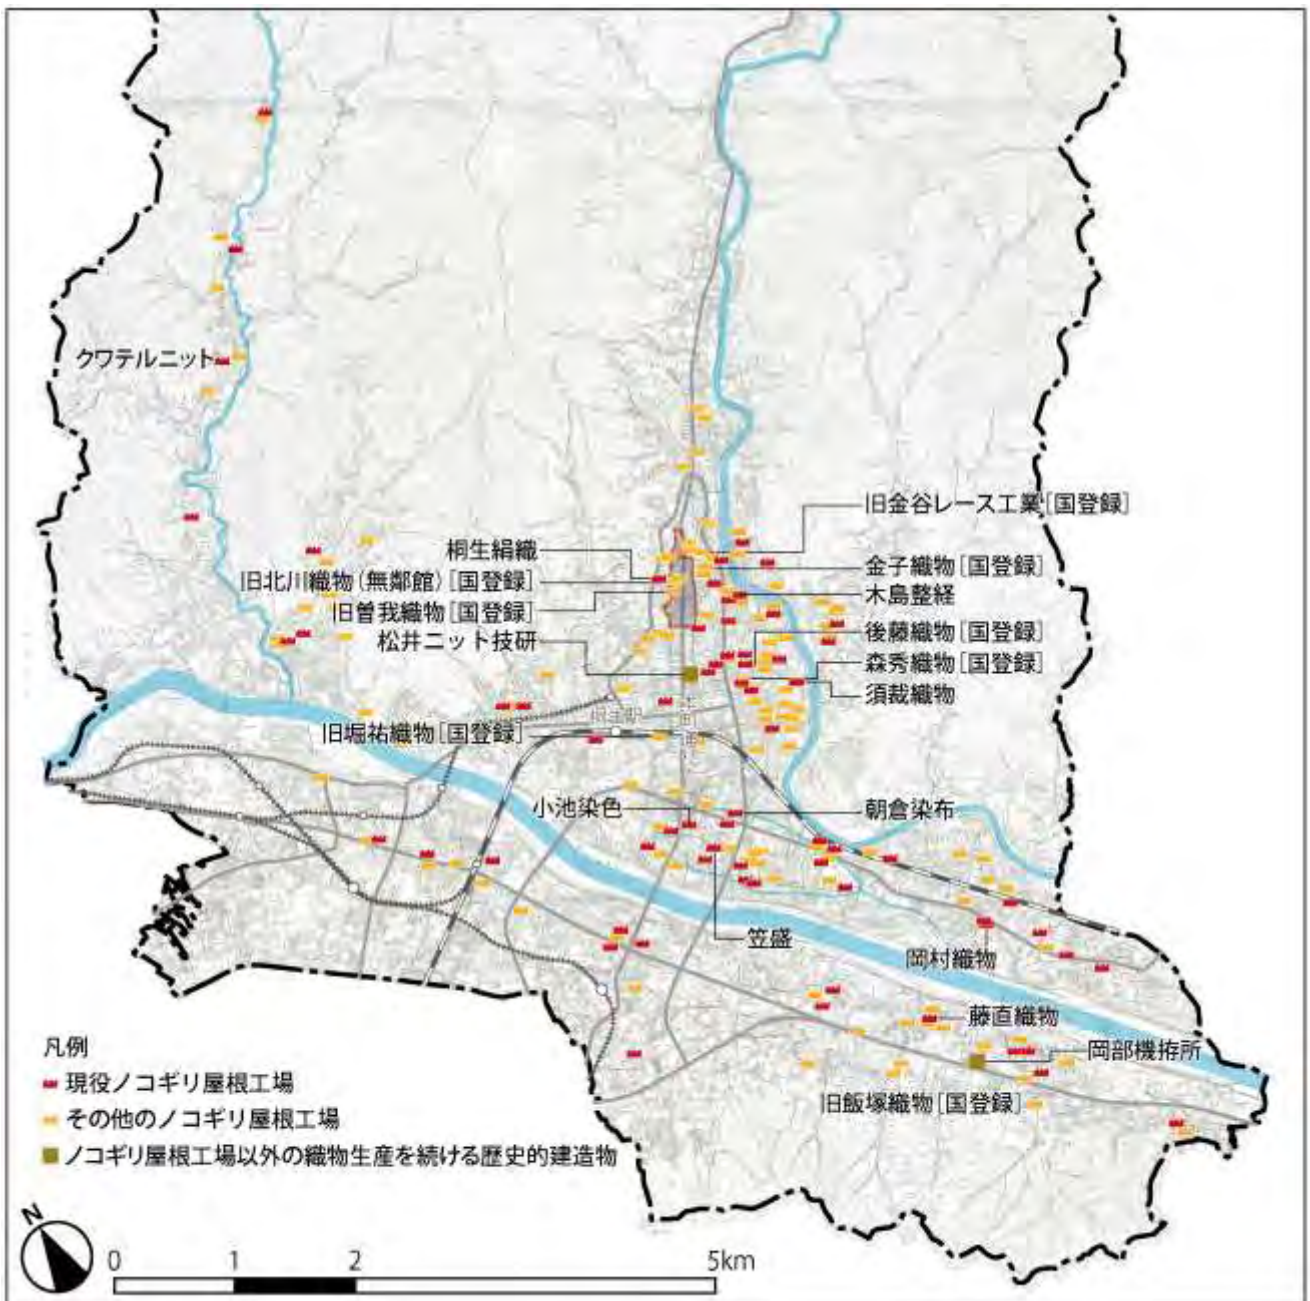 クワテルニット
旧金谷レース工業[国登録]
桐生絹織
金子織物[国登録]
旧北川織物(無鄰館)[国登録]
木島整経
旧曽我織物[国登録]
後藤織物[国登録]
松井ニット技研
森秀織物[国登録]
須裁織物
桐生駅
本町通り
旧堀祐織物[国登録]
小池染色
朝倉染布
笠盛
岡村織物
藤直織物
岡部機拵所
旧飯塚織物[国登録]
凡例
現役ノコギリ屋根工場
その他のノコギリ屋根工場
ノコギリ屋根工場以外の織物生産を続ける歴史的建造物
N
0 1 2 5km